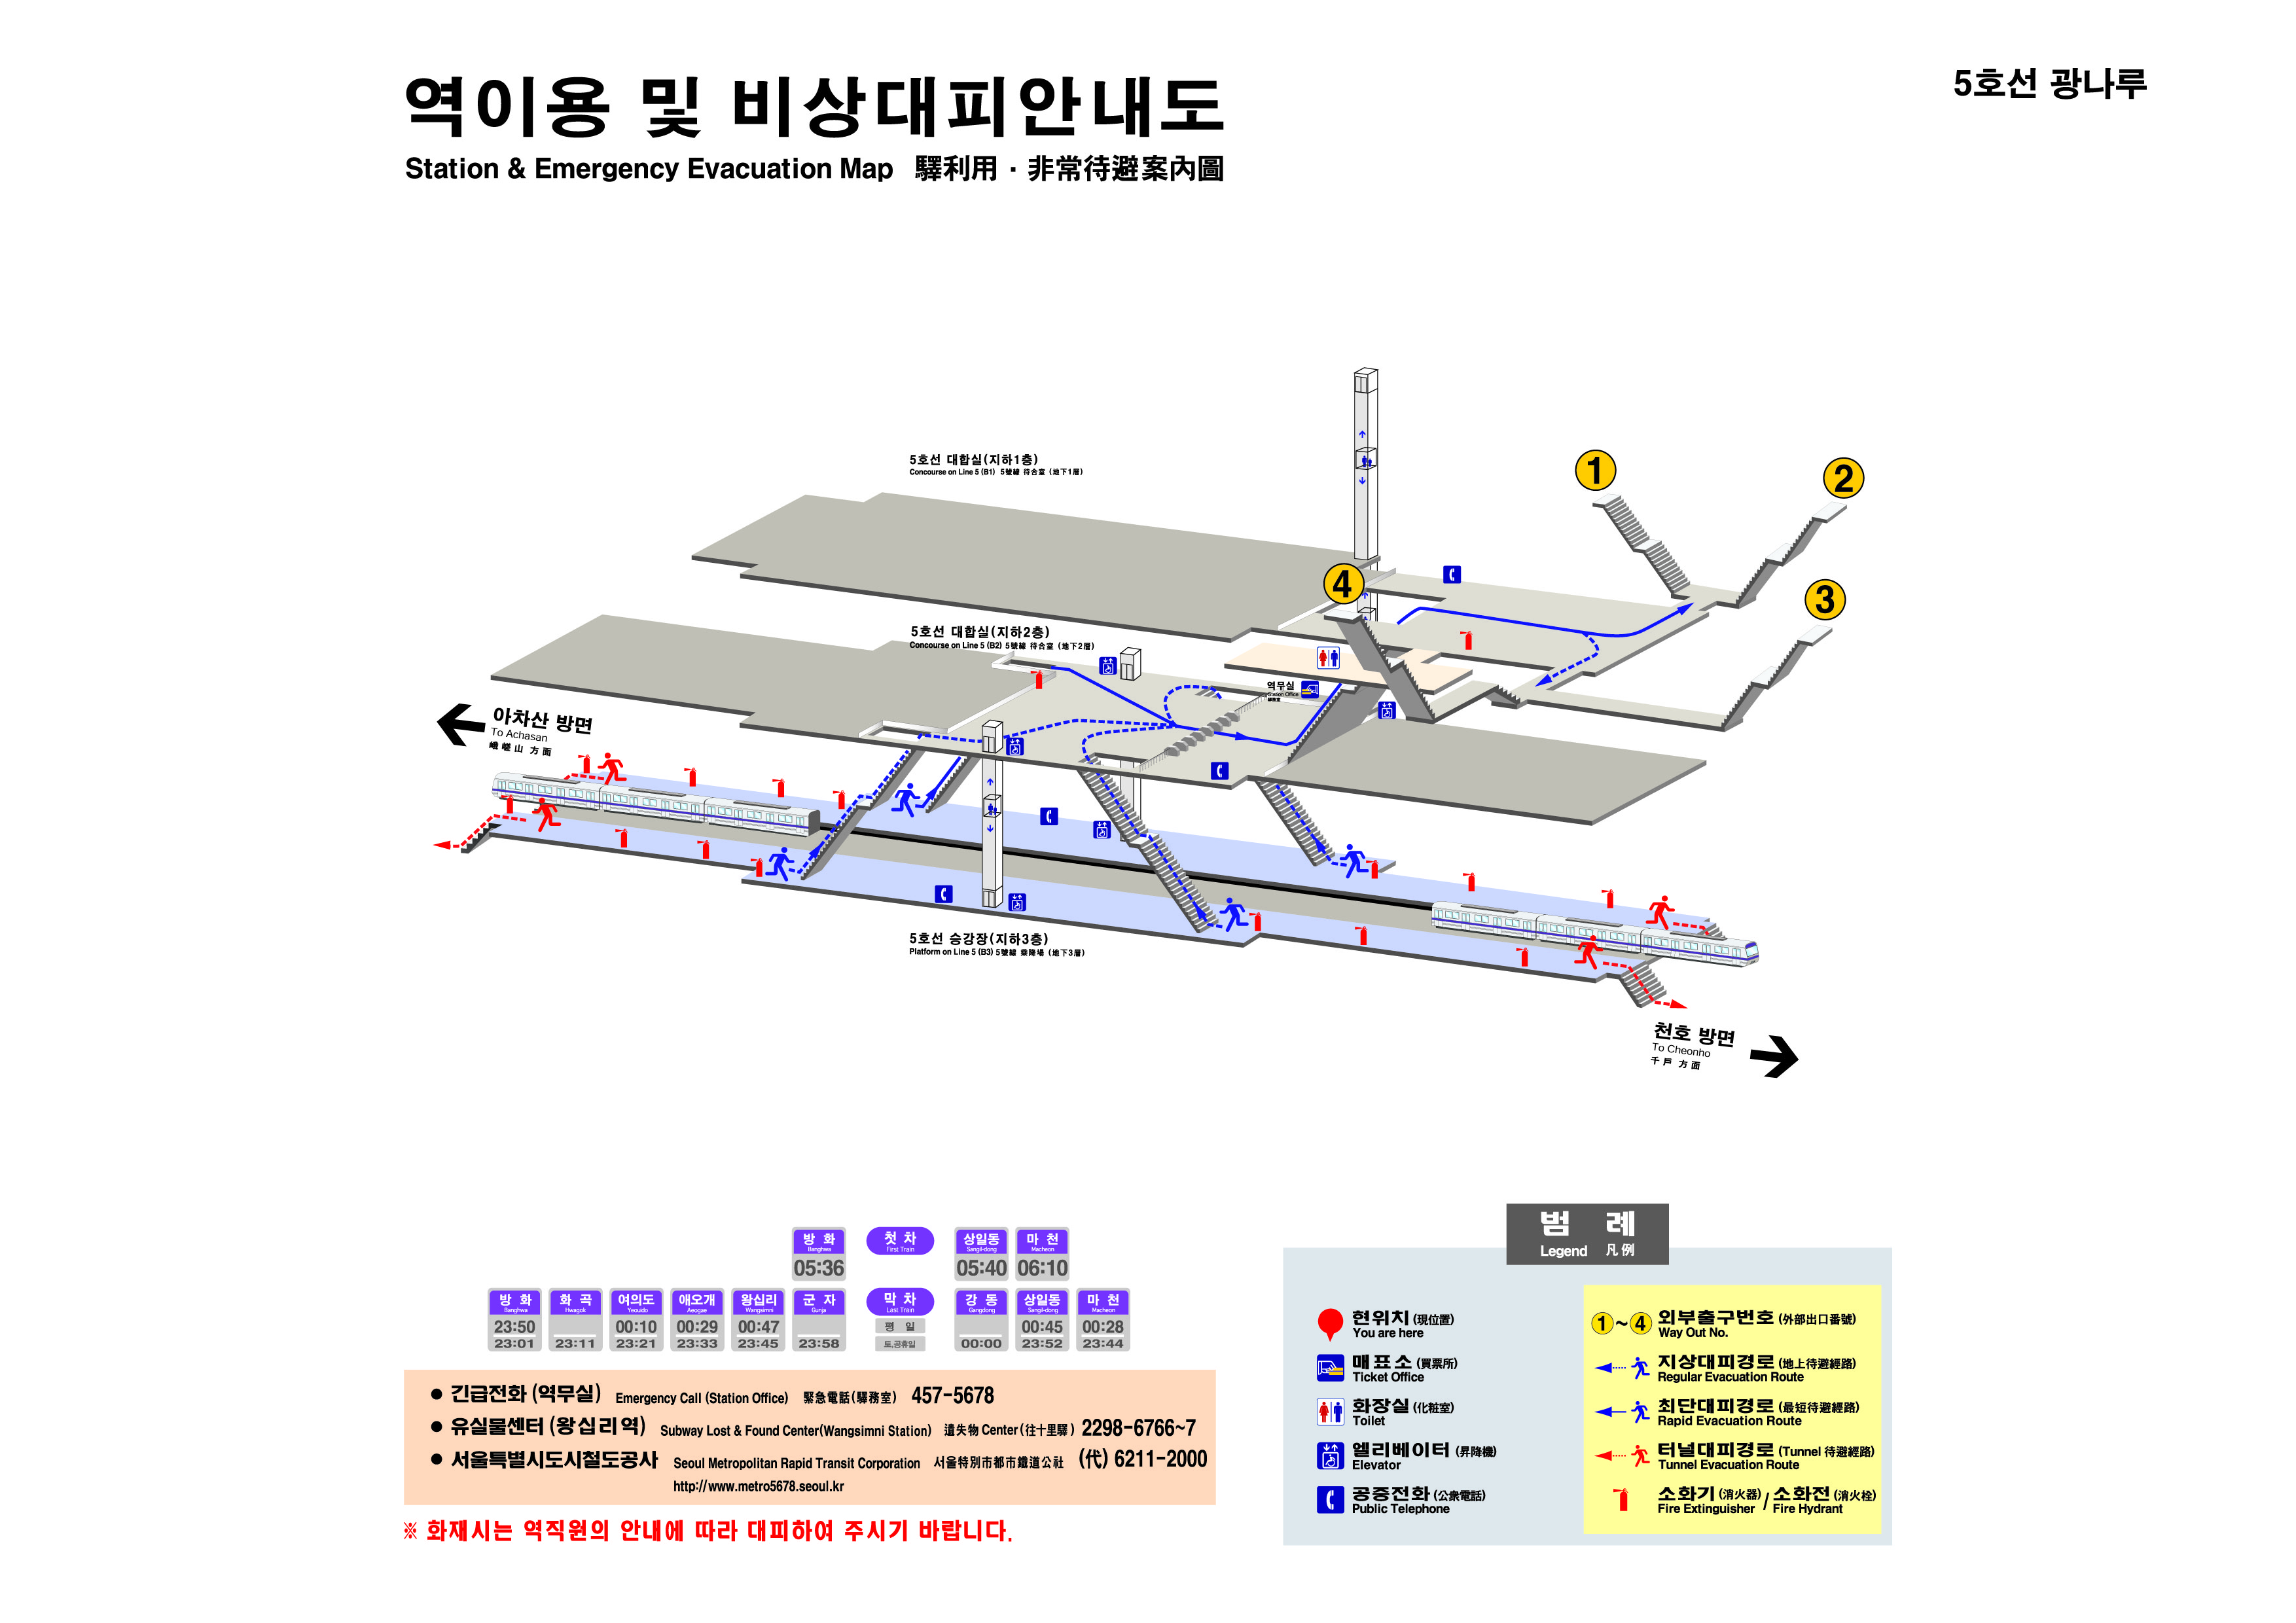 역이용 및 비상대피안내도
Station & Emergency Evacuation Map 驛利用 · 非常待避案內圖
5호선 광나루
5호선 대합실(지하1층)
Concourse on Line 5 (B1) 5號線 待合室 (地下1層)
1
2
3
4
5호선 대합실(지하2층)
Concourse on Line 5 (B2) 5號線 待合室 (地下2層)
역무실
Station Office
아차산 방면
To Achasan
峨嵯山 方面
5호선 승강장(지하3층)
Platform on Line 5 (B3) 5號線 乘降場 (地下3層)
천호 방면
To Cheonho
千戶 方面
방 화
Banghwa
05:36
첫 차
First Train
상일동
Sangil-dong
05:40
마 천
Macheon
06:10
방 화
Banghwa
23:50
23:01
화 곡
Hwagok
23:11
여의도
Yeouido
00:10
23:21
애오개
Aeogae
00:29
23:33
왕십리
Wangsimni
00:47
23:45
군 자
Gunja
23:58
막 차
Last Train
평 일
토,공휴일
강 동
Gangdong
00:00
상일동
Sangil-dong
00:45
23:52
마 천
Macheon
00:28
23:44
● 긴급전화 (역무실) Emergency Call (Station Office) 緊急電話(驛務室) 457-5678
● 유실물센터 (왕십리역) Subway Lost & Found Center(Wangsimni Station) 遺失物 Center (往十里驛) 2298-6766~7
● 서울특별시도시철도공사 Seoul Metropolitan Rapid Transit Corporation 서울特別市都市鐵道公社 (代) 6211-2000
http://www.metro5678.seoul.kr
※ 화재시는 역직원의 안내에 따라 대피하여 주시기 바랍니다.
범 례
Legend 凡例
현위치 (現位置)
You are here
매표소 (買票所)
Ticket Office
화장실 (化粧室)
Toilet
엘리베이터 (昇降機)
Elevator
공중전화 (公衆電話)
Public Telephone
1~4 외부출구번호 (外部出口番號)
Way Out No.
지상대피경로 (地上待避經路)
Regular Evacuation Route
최단대피경로 (最短待避經路)
Rapid Evacuation Route
터널대피경로 (Tunnel 待避經路)
Tunnel Evacuation Route
소화기 (消火器) / 소화전 (消火栓)
Fire Extinguisher / Fire Hydrant